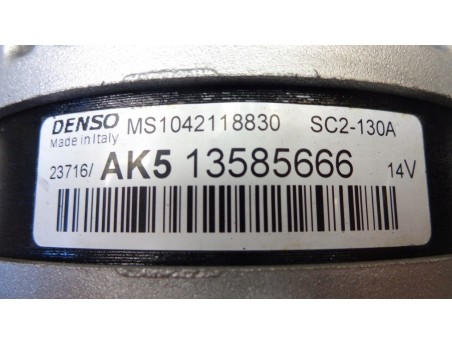 DENSO MS1042118830 SC2-130A
Made in Italy
23716/ AK5 13585666 14V